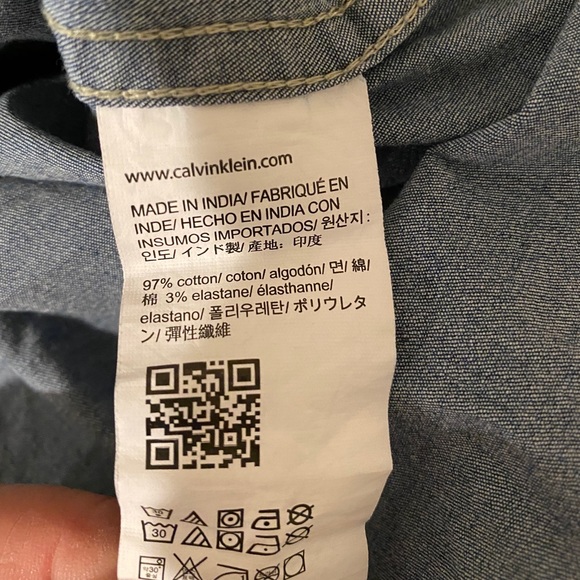 www.calvinklein.com
MADE IN INDIA/ FABRIQUÉ EN
INDE/ HECHO EN INDIA CON
INSUMOS IMPORTADOS/ 원산지:
인도/ インド製/ 産地: 印度
97% cotton/ coton/ algodón/ 면/ 綿/
棉 3% elastane/ élasthanne/
elastano/ 폴리우레탄/ ポリウレタ
ン/ 彈性纖維
30